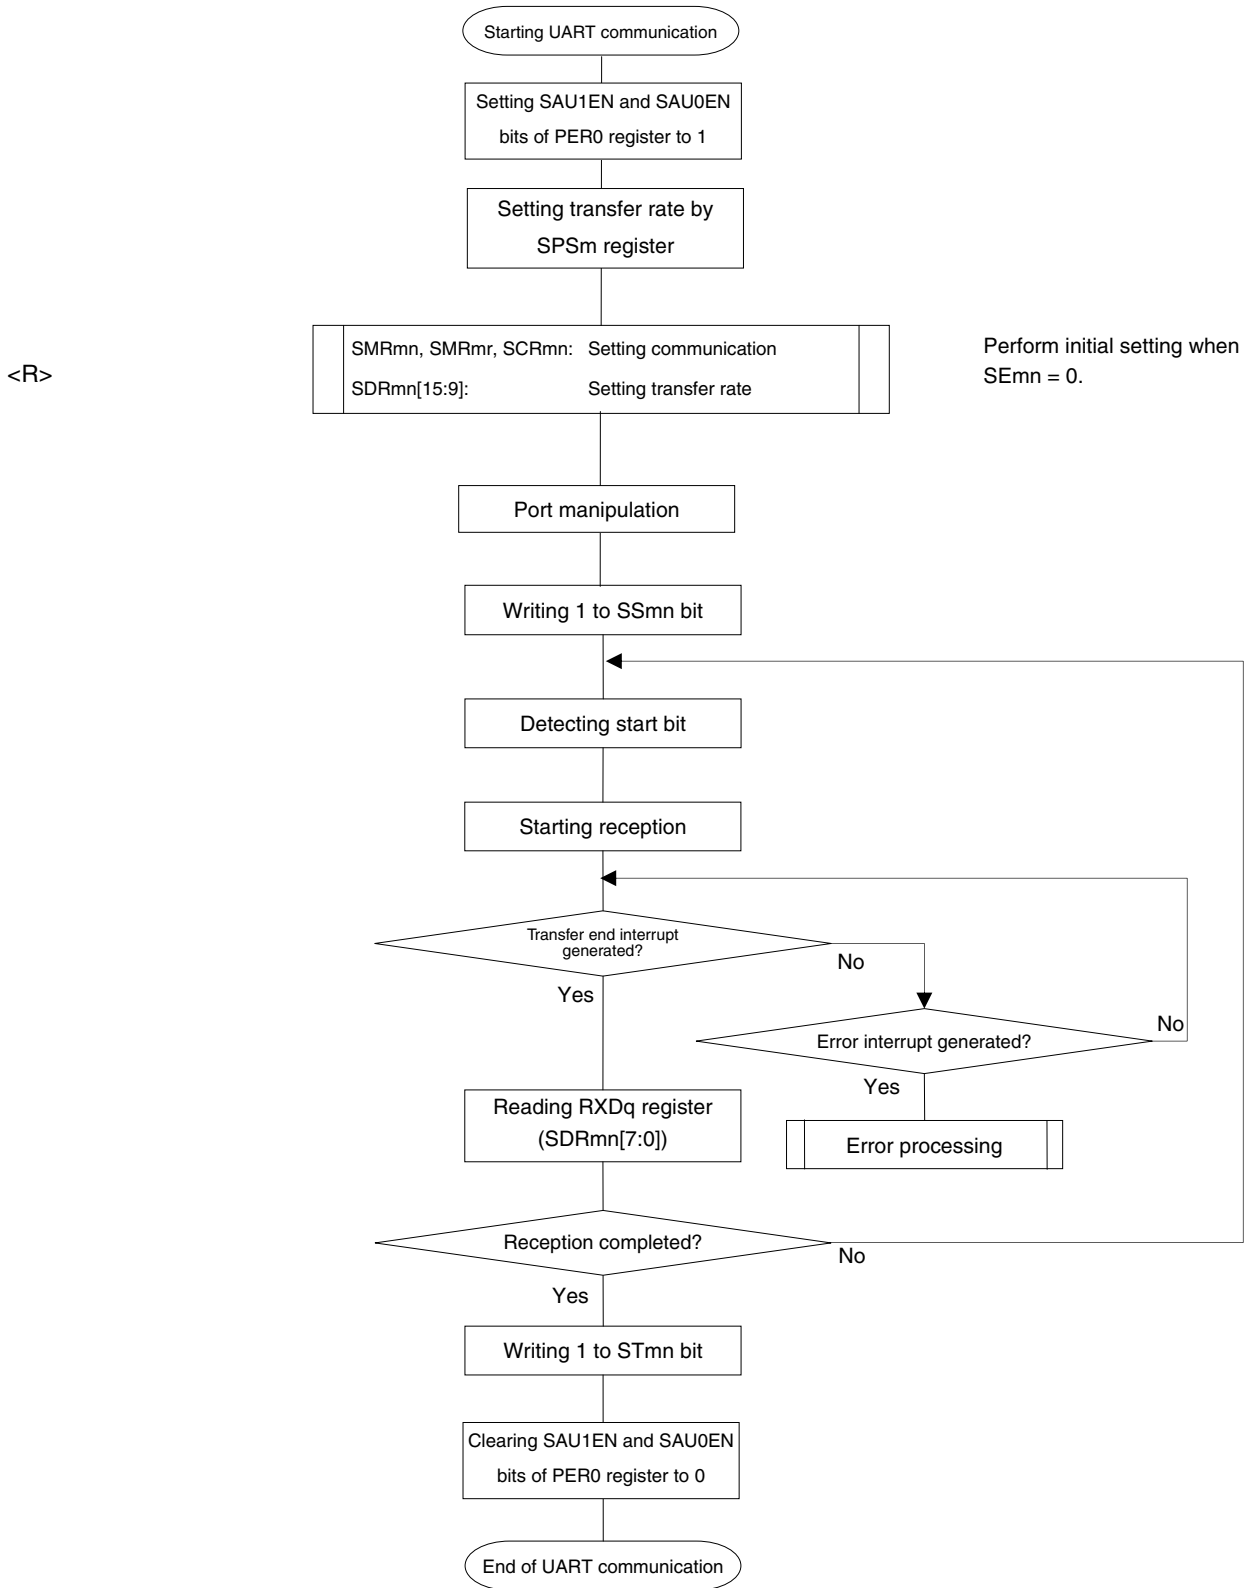 Starting UART communication
Setting SAU1EN and SAU0EN
bits of PER0 register to 1
Setting transfer rate by
SPSm register
<R>
SMRmn, SMRmr, SCRmn: Setting communication
SDRmn[15:9]: Setting transfer rate
Perform initial setting when
SEmn = 0.
Port manipulation
Writing 1 to SSmn bit
Detecting start bit
Starting reception
Transfer end interrupt
generated?
No
Yes
Error interrupt generated?
No
Yes
Error processing
Reading RXDq register
(SDRmn[7:0])
Reception completed?
No
Yes
Writing 1 to STmn bit
Clearing SAU1EN and SAU0EN
bits of PER0 register to 0
End of UART communication